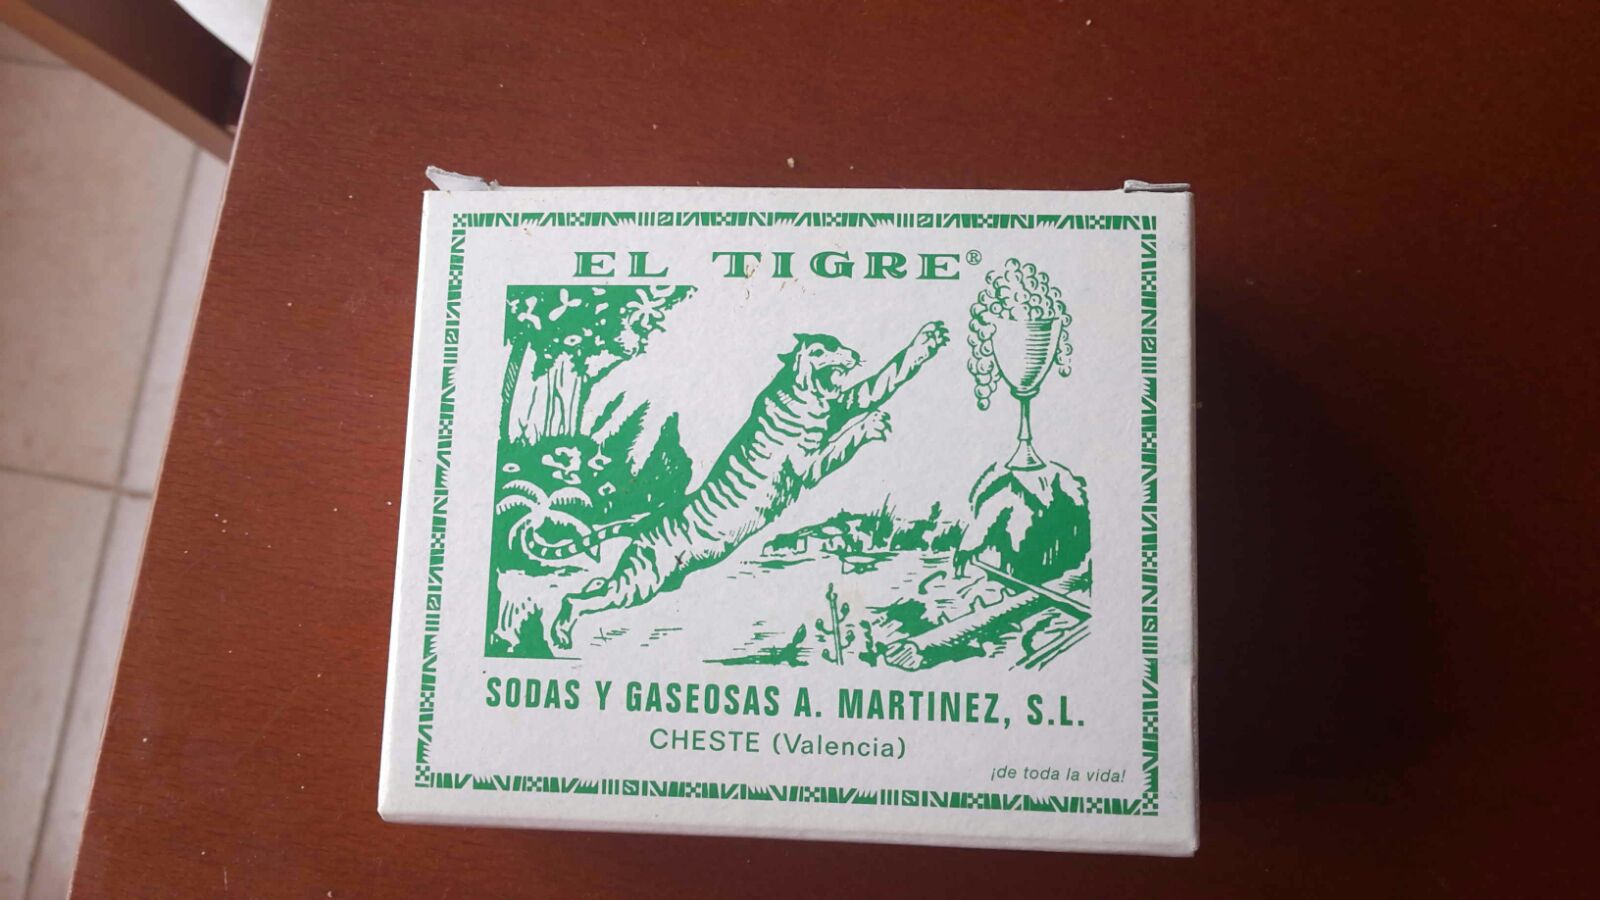 EL TIGRE®
SODAS Y GASEOSAS A. MARTINEZ, S.L.
CHESTE (Valencia)
¡de toda la vida!